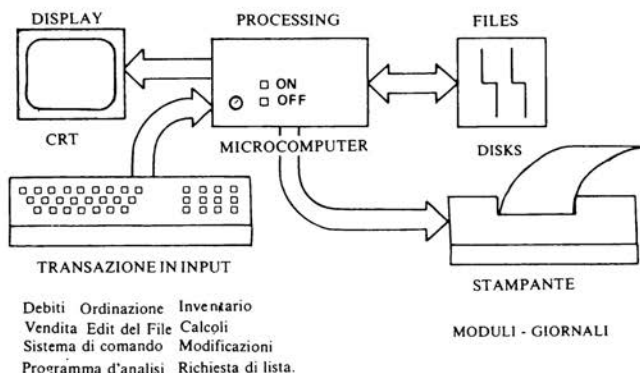 DISPLAY
PROCESSING
FILES
ON
OFF
CRT
MICROCOMPUTER
DISKS
TRANSAZIONE IN INPUT
STAMPANTE
Debiti Ordinazione Inventario
Vendita Edit del File Calcoli
Sistema di comando Modificazioni
Programma d'analisi Richiesta di lista.
MODULI - GIORNALI